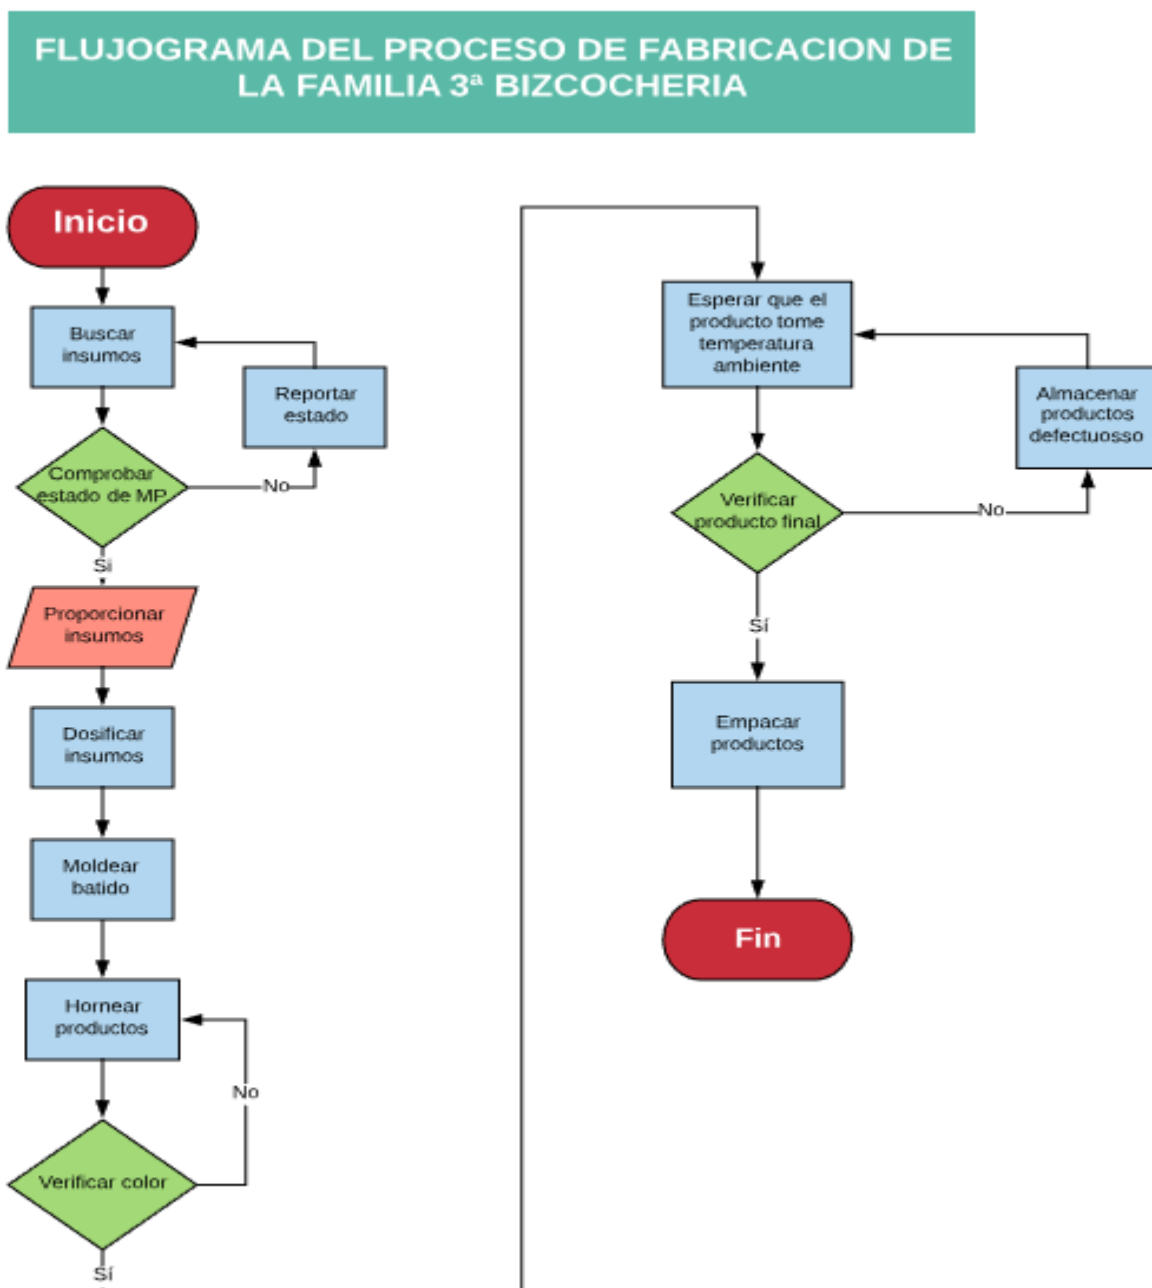 FLUJOGRAMA DEL PROCESO DE FABRICACION DE
LA FAMILIA 3ª BIZCOCHERIA
Inicio
Buscar
insumos
Reportar
estado
Comprobar
estado de MP
No
Si
Proporcionar
insumos
Dosificar
insumos
Moldear
batido
Hornear
productos
No
Verificar color
Sí
Esperar que el
producto tome
temperatura
ambiente
Almacenar
productos
defectuosso
Verificar
producto final
No
Sí
Empacar
productos
Fin